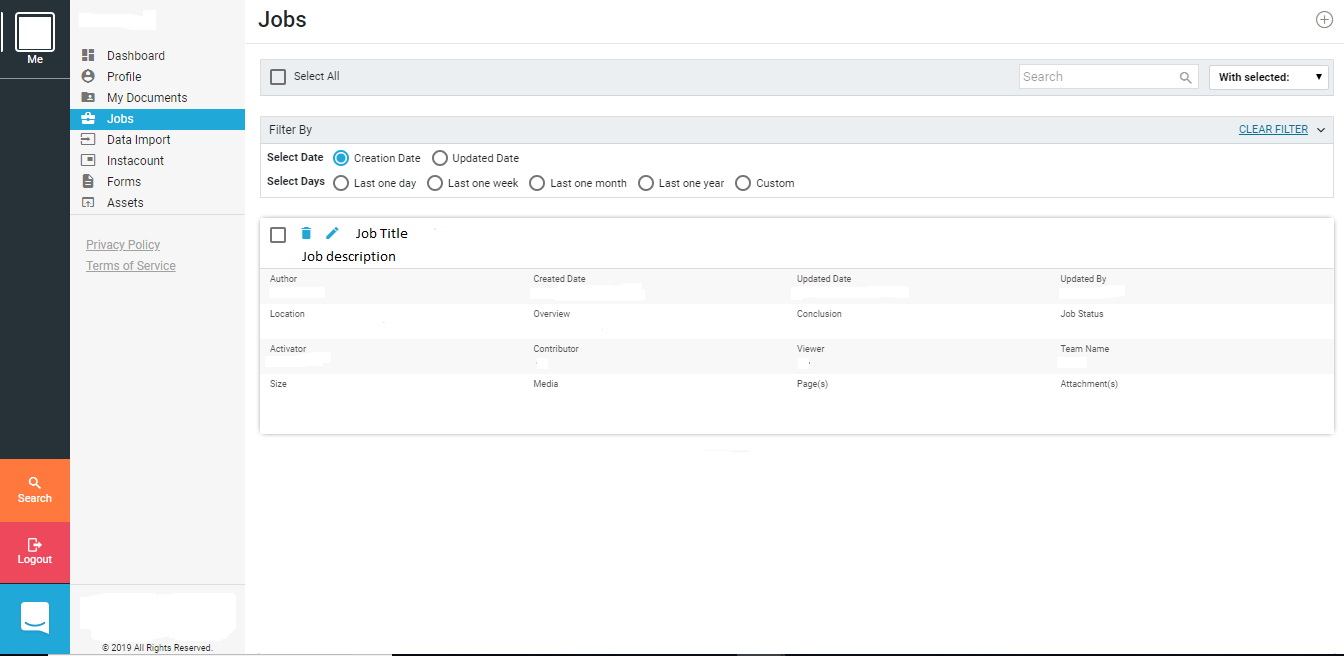 Me
Search
Logout
Dashboard
Profile
My Documents
Jobs
Data Import
Instacount
Forms
Assets
Privacy Policy
Terms of Service
© 2019 All Rights Reserved.
Jobs
Select All
Search
With selected:
Filter By
CLEAR FILTER
Select Date Creation Date Updated Date
Select Days Last one day Last one week Last one month Last one year Custom
Job Title
Job description
Author Created Date Updated Date Updated By
Location Overview Conclusion Job Status
Activator Contributor Viewer Team Name
Size Media Page(s) Attachment(s)